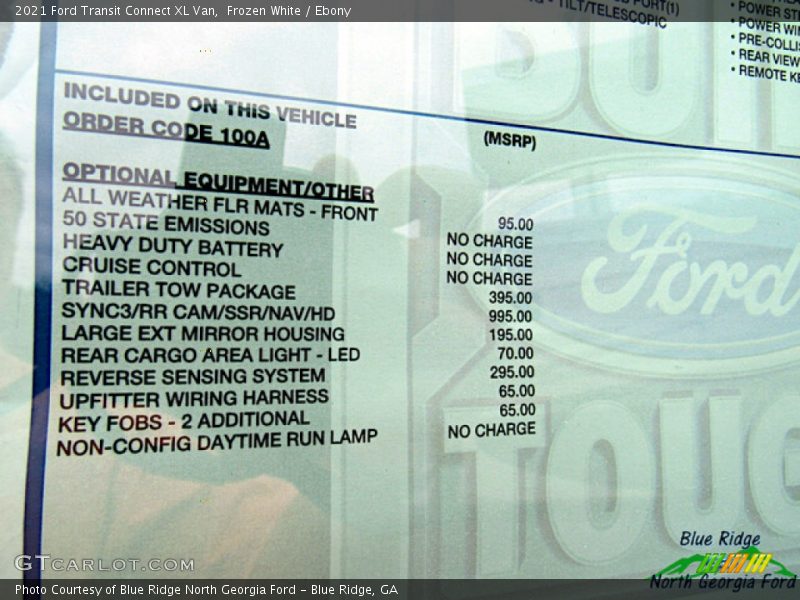 2021 Ford Transit Connect XL Van, Frozen White / Ebony
PORT(1)
TILT/TELESCOPIC
• POWER
• POWER
• PRE-COLLIS
• REAR VIEW
• REMOTE
INCLUDED ON THIS VEHICLE
ORDER CODE 100A
(MSRP)
OPTIONAL EQUIPMENT/OTHER
ALL WEATHER FLR MATS - FRONT 95.00
50 STATE EMISSIONS NO CHARGE
HEAVY DUTY BATTERY NO CHARGE
CRUISE CONTROL NO CHARGE
TRAILER TOW PACKAGE 395.00
SYNC3/RR CAM/SSR/NAV/HD 995.00
LARGE EXT MIRROR HOUSING 195.00
REAR CARGO AREA LIGHT - LED 70.00
REVERSE SENSING SYSTEM 295.00
UPFITTER WIRING HARNESS 65.00
KEY FOBS - 2 ADDITIONAL 65.00
NON-CONFIG DAYTIME RUN LAMP NO CHARGE
Ford
TOUG
GTCARLOT.COM
Blue Ridge
North Georgia Ford
Photo Courtesy of Blue Ridge North Georgia Ford - Blue Ridge, GA